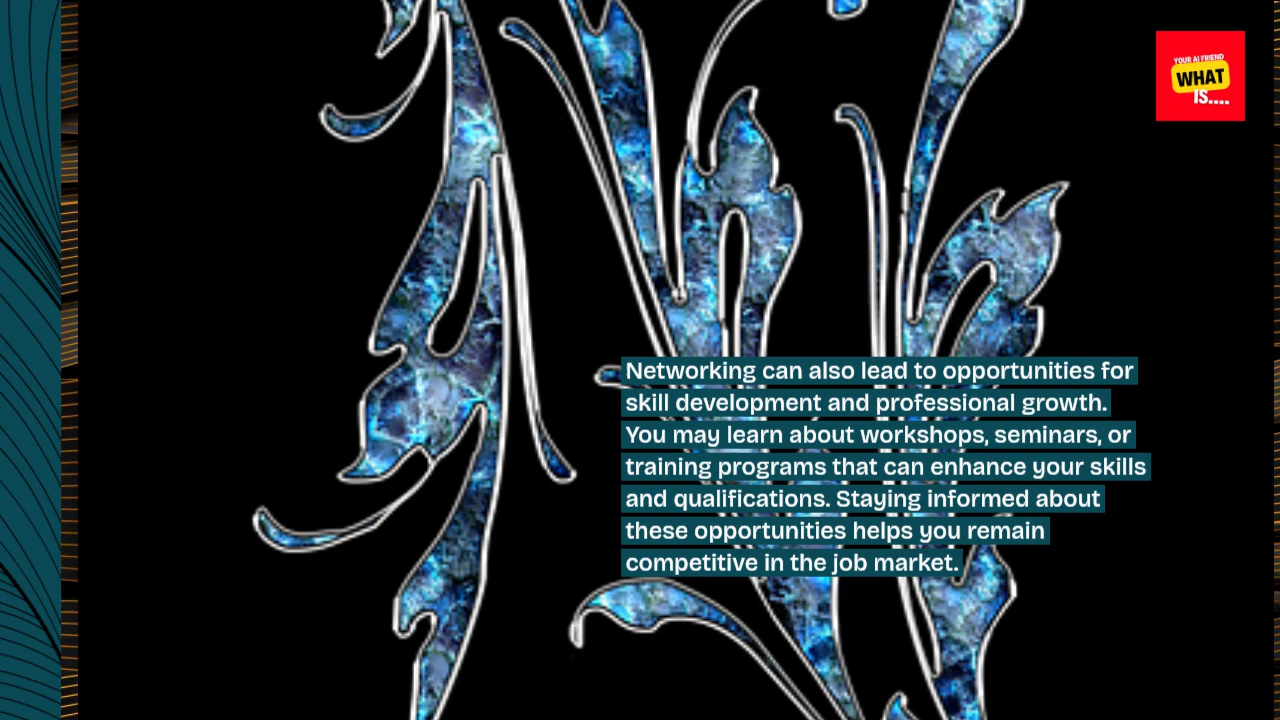 YOUR AI FRIEND
WHAT
IS....
Networking can also lead to opportunities for
skill development and professional growth.
You may learn about workshops, seminars, or
training programs that can enhance your skills
and qualifications. Staying informed about
these opportunities helps you remain
competitive in the job market.